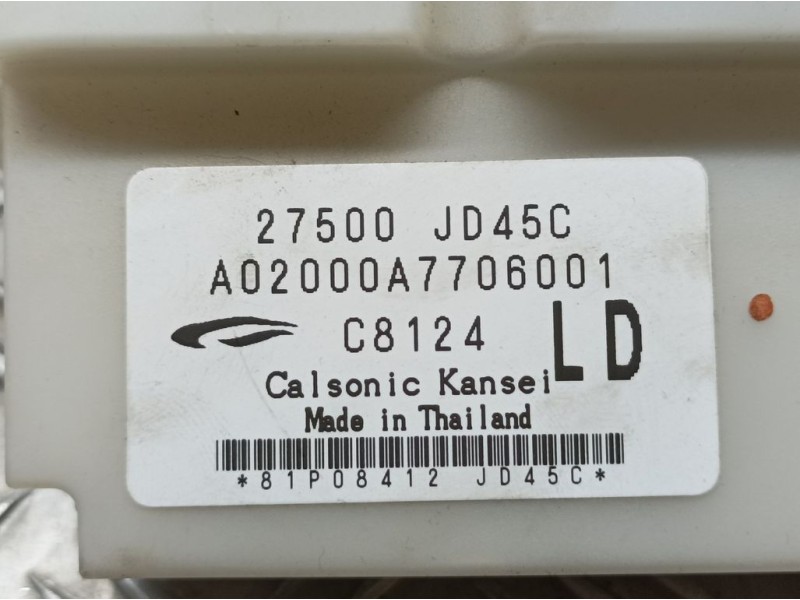 27500 JD45C
A02000A7706001
C8124 LD
Calsonic Kansei
Made in Thailand
*81P08412 JD45C*